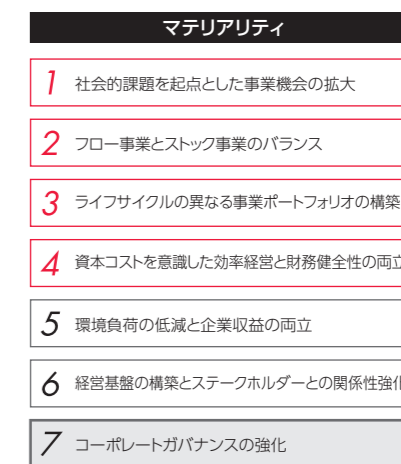 マテリアリティ
1 社会的課題を起点とした事業機会の拡大
2 フロー事業とストック事業のバランス
3 ライフサイクルの異なる事業ポートフォリオの構築
4 資本コストを意識した効率経営と財務健全性の両立
5 環境負荷の低減と企業収益の両立
6 経営基盤の構築とステークホルダーとの関係性強化
7 コーポレートガバナンスの強化